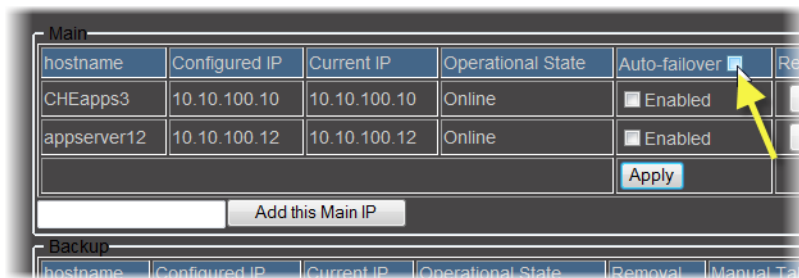 Main
hostname Configured IP Current IP Operational State Auto-failover
CHEapps3 10.10.100.10 10.10.100.10 Online Enabled
appserver12 10.10.100.12 10.10.100.12 Online Enabled
Apply
Add this Main IP
Backup
hostname Configured IP Current IP Operational State Removal Manual